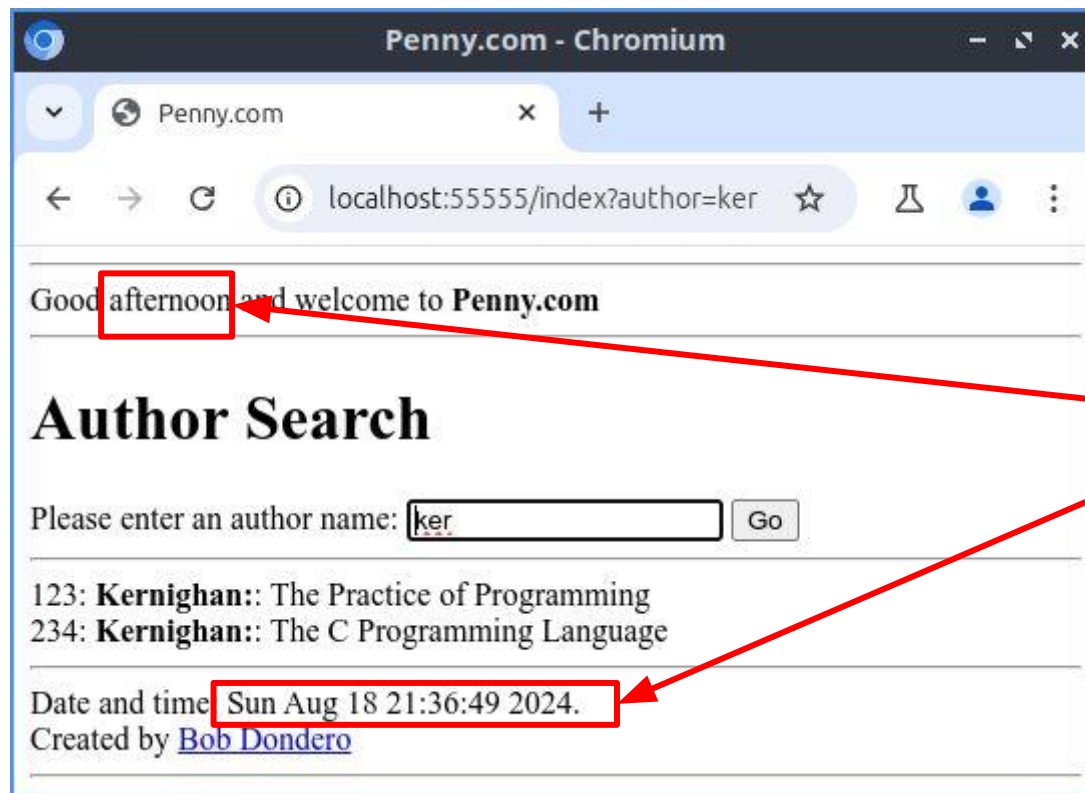 Penny.com - Chromium
Penny.com
localhost:55555/index?author=ker
Good afternoon and welcome to Penny.com
Author Search
Please enter an author name: ker Go
123: Kernighan:: The Practice of Programming
234: Kernighan:: The C Programming Language
Date and time: Sun Aug 18 21:36:49 2024.
Created by Bob Dondero